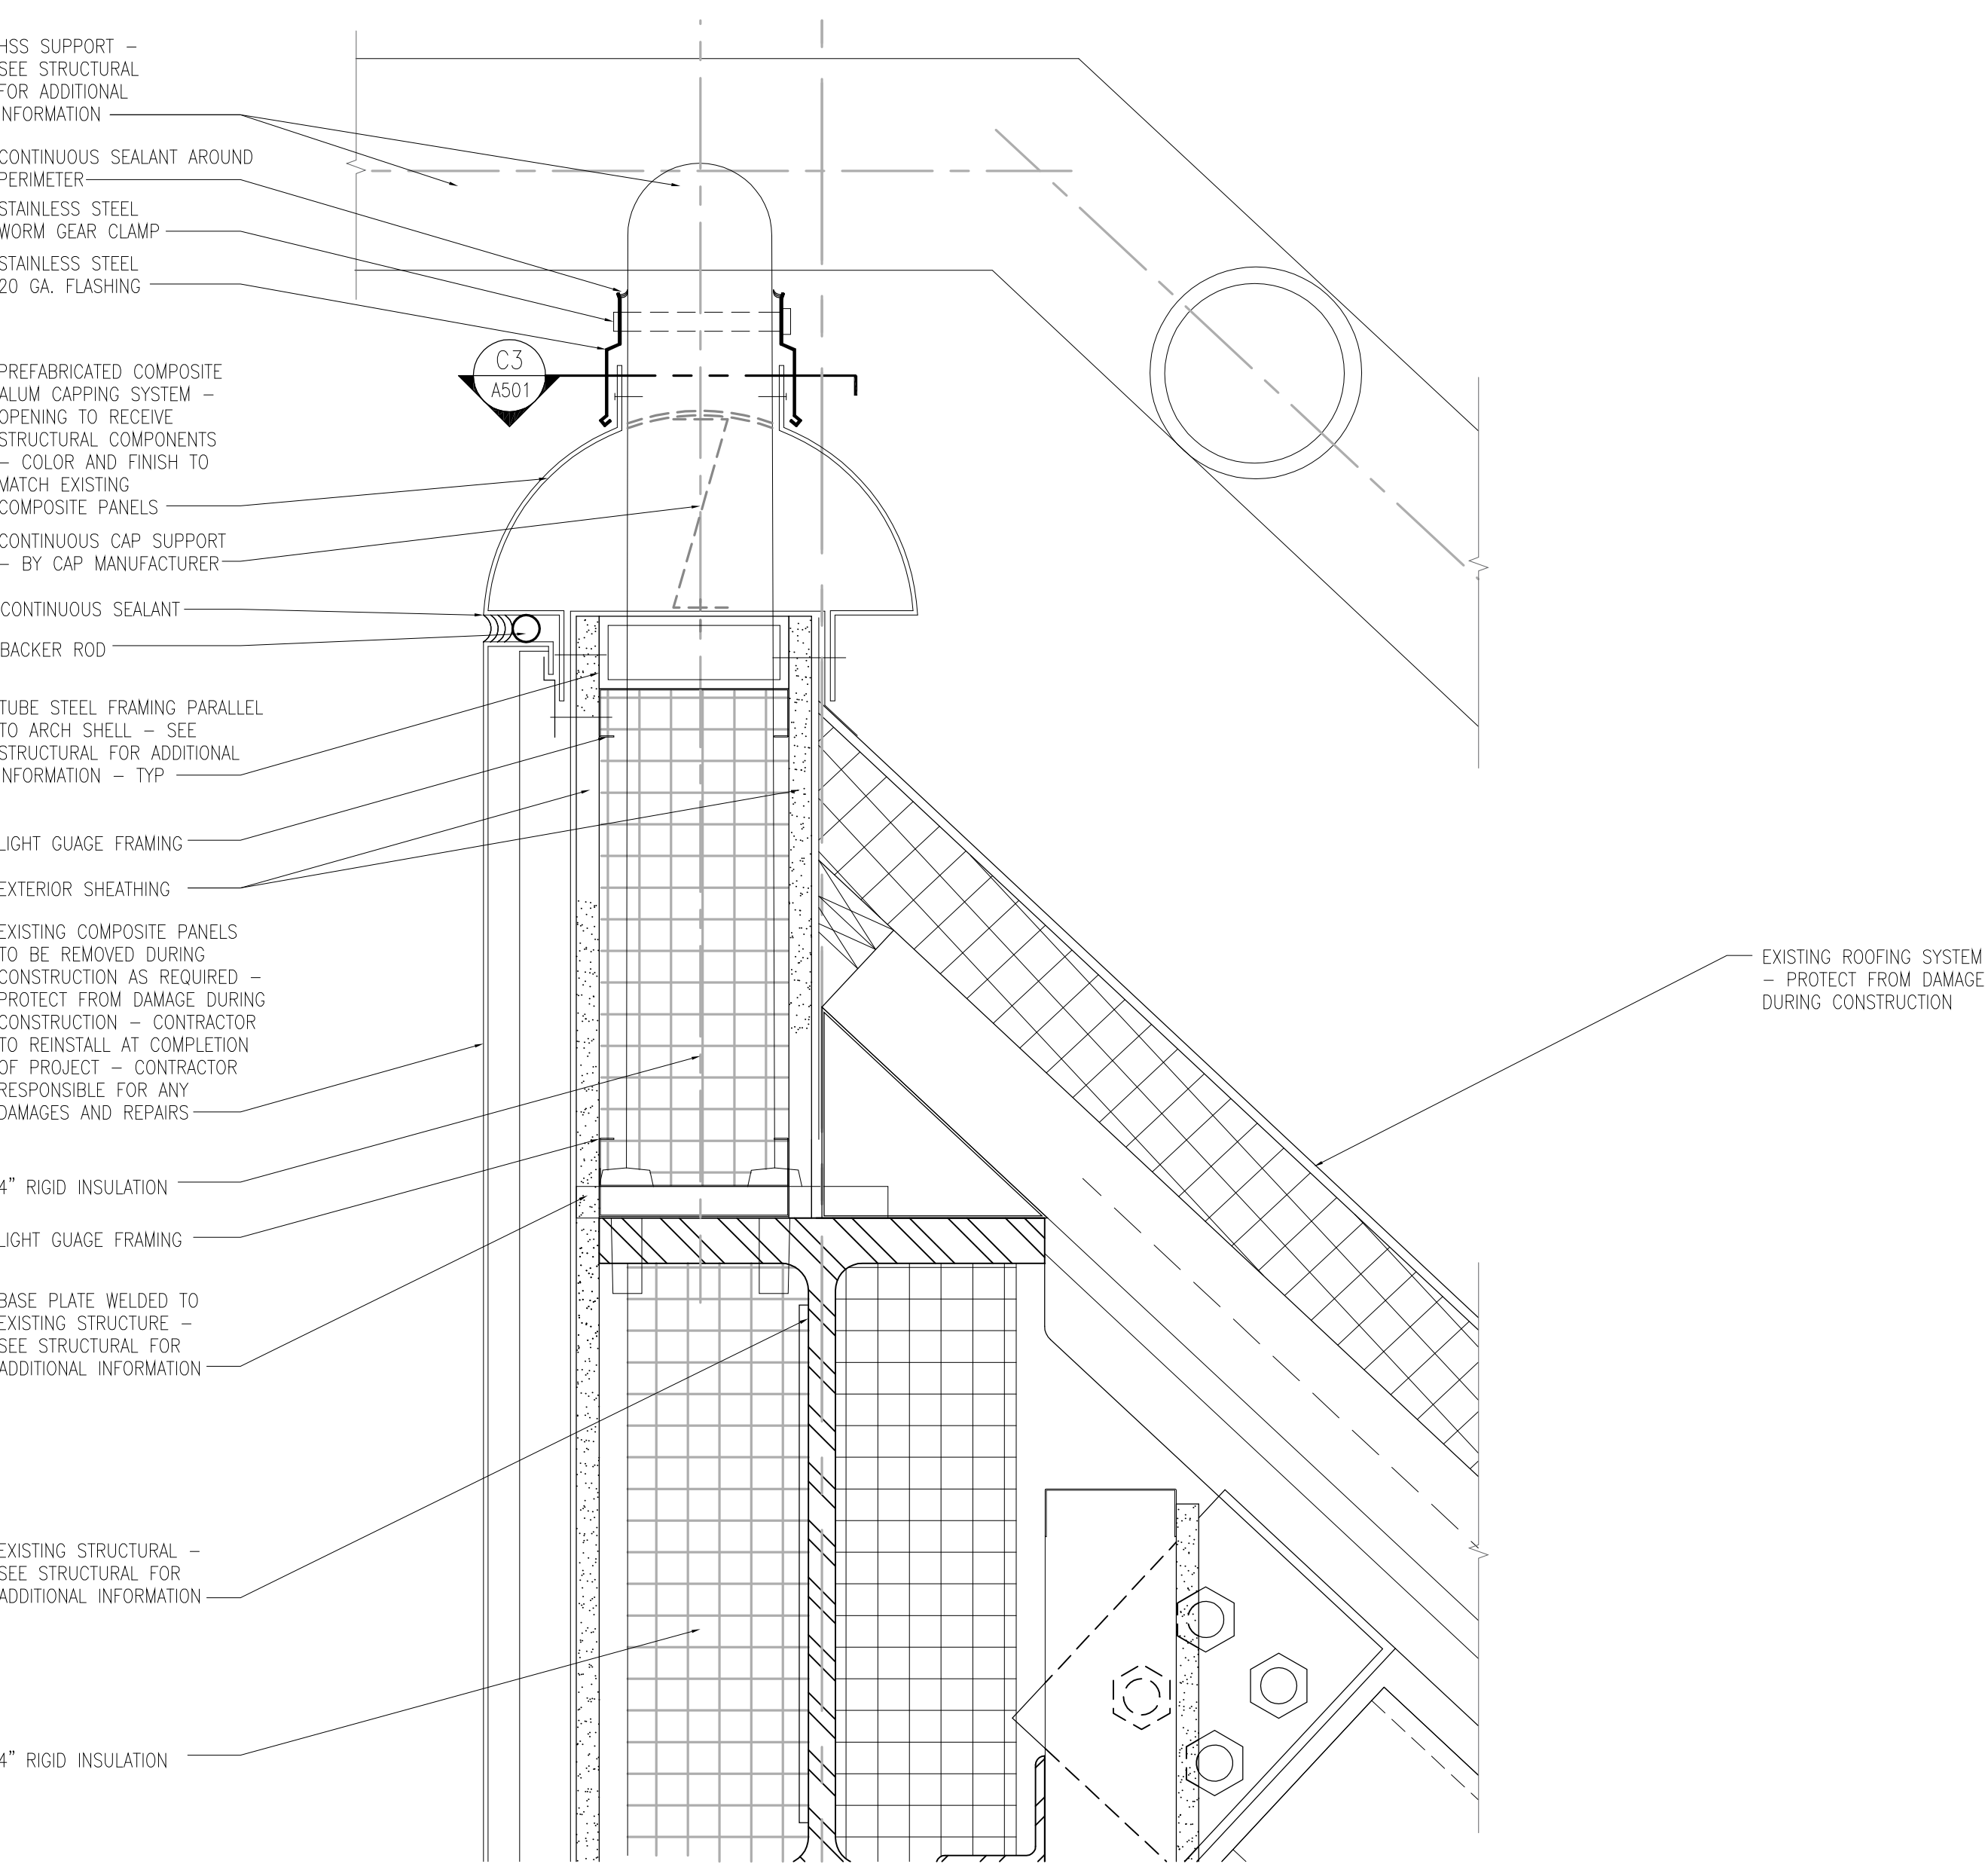 HSS SUPPORT –
SEE STRUCTURAL
FOR ADDITIONAL
INFORMATION
CONTINUOUS SEALANT AROUND
PERIMETER
STAINLESS STEEL
WORM GEAR CLAMP
STAINLESS STEEL
20 GA. FLASHING
C3
A501
PREFABRICATED COMPOSITE
ALUM CAPPING SYSTEM –
OPENING TO RECEIVE
STRUCTURAL COMPONENTS
– COLOR AND FINISH TO
MATCH EXISTING
COMPOSITE PANELS
CONTINUOUS CAP SUPPORT
– BY CAP MANUFACTURER
CONTINUOUS SEALANT
BACKER ROD
TUBE STEEL FRAMING PARALLEL
TO ARCH SHELL – SEE
STRUCTURAL FOR ADDITIONAL
INFORMATION – TYP
LIGHT GUAGE FRAMING
EXTERIOR SHEATHING
EXISTING COMPOSITE PANELS
TO BE REMOVED DURING
CONSTRUCTION AS REQUIRED –
PROTECT FROM DAMAGE DURING
CONSTRUCTION – CONTRACTOR
TO REINSTALL AT COMPLETION
OF PROJECT – CONTRACTOR
RESPONSIBLE FOR ANY
DAMAGES AND REPAIRS
EXISTING ROOFING SYSTEM
– PROTECT FROM DAMAGE
DURING CONSTRUCTION
4" RIGID INSULATION
LIGHT GUAGE FRAMING
BASE PLATE WELDED TO
EXISTING STRUCTURE –
SEE STRUCTURAL FOR
ADDITIONAL INFORMATION
EXISTING STRUCTURAL –
SEE STRUCTURAL FOR
ADDITIONAL INFORMATION
4" RIGID INSULATION